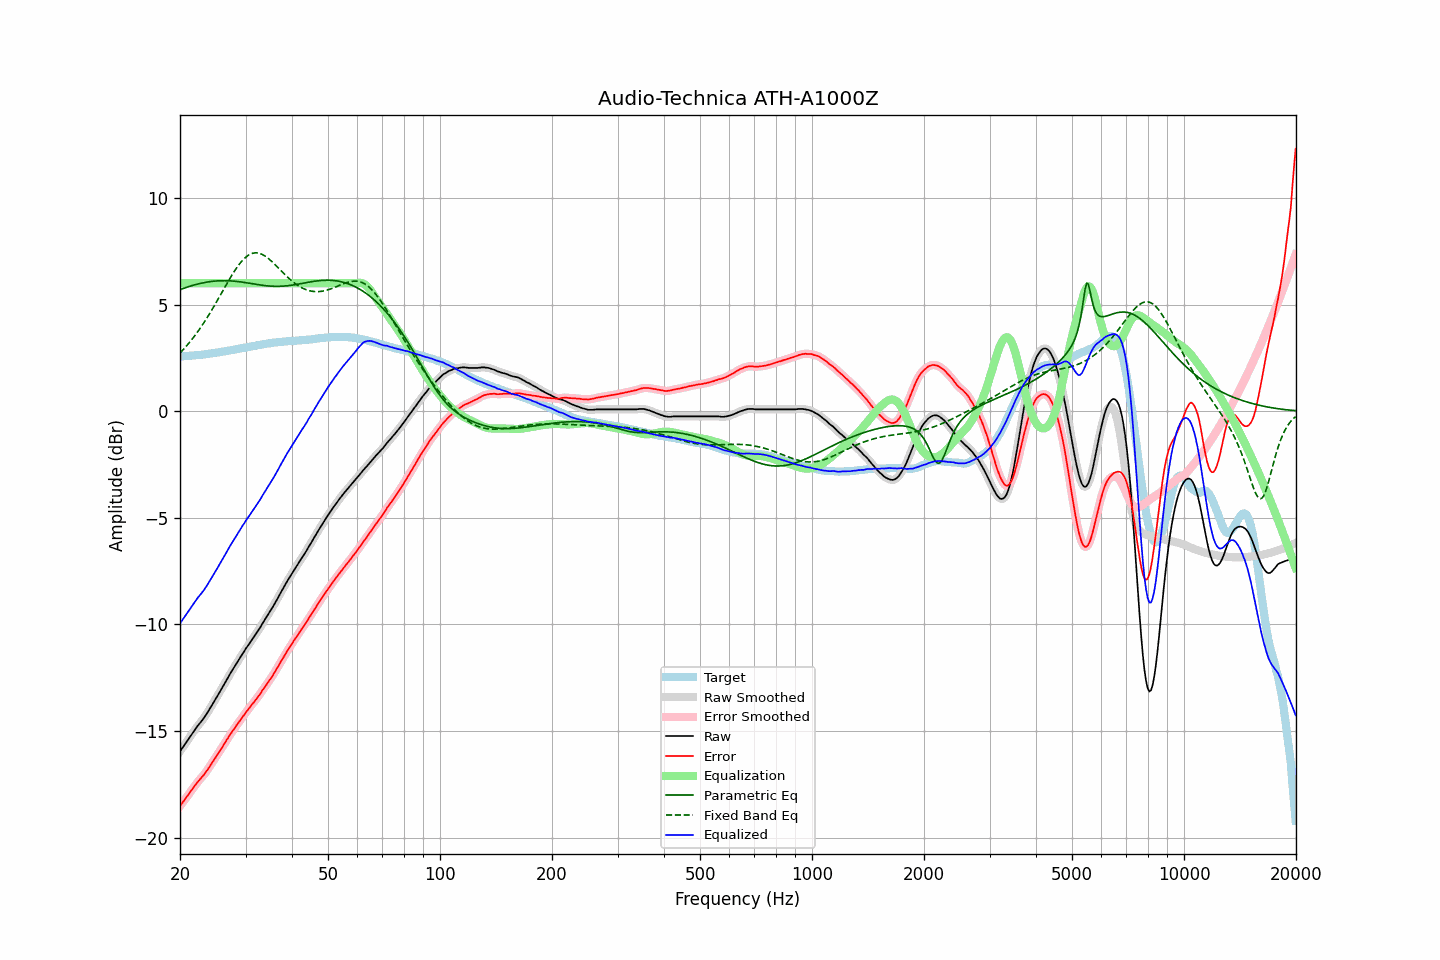 Audio-Technica ATH-A1000Z
Amplitude (dBr)
10
5
0
−5
−10
−15
−20
Target
Raw Smoothed
Error Smoothed
Raw
Error
Equalization
Parametric Eq
Fixed Band Eq
Equalized
20 50 100 200 500 1000 2000 5000 10000 20000
Frequency (Hz)